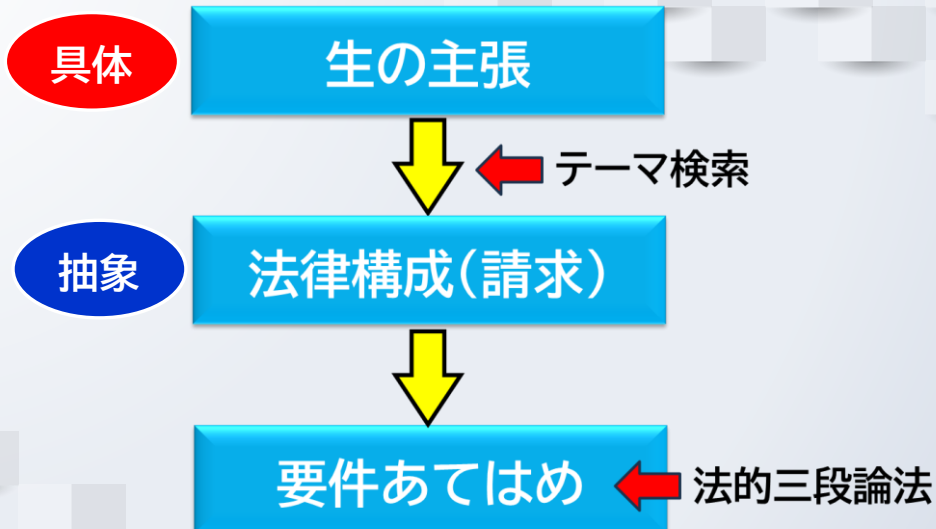 具体
生の主張
テーマ検索
抽象
法律構成(請求)
要件あてはめ
法的三段論法